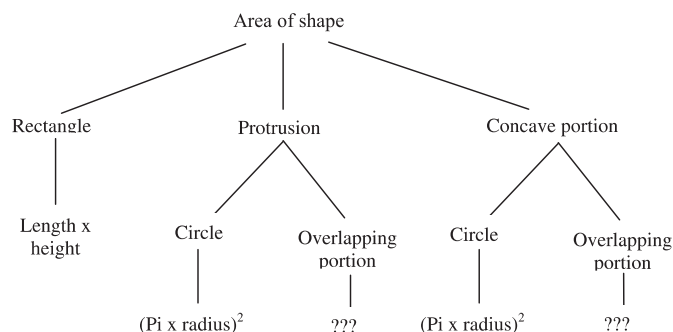 Area of shape
Rectangle
Protrusion
Concave portion
Length x
height
Circle
Overlapping
portion
Circle
Overlapping
portion
(Pi x radius)²
???
(Pi x radius)²
???